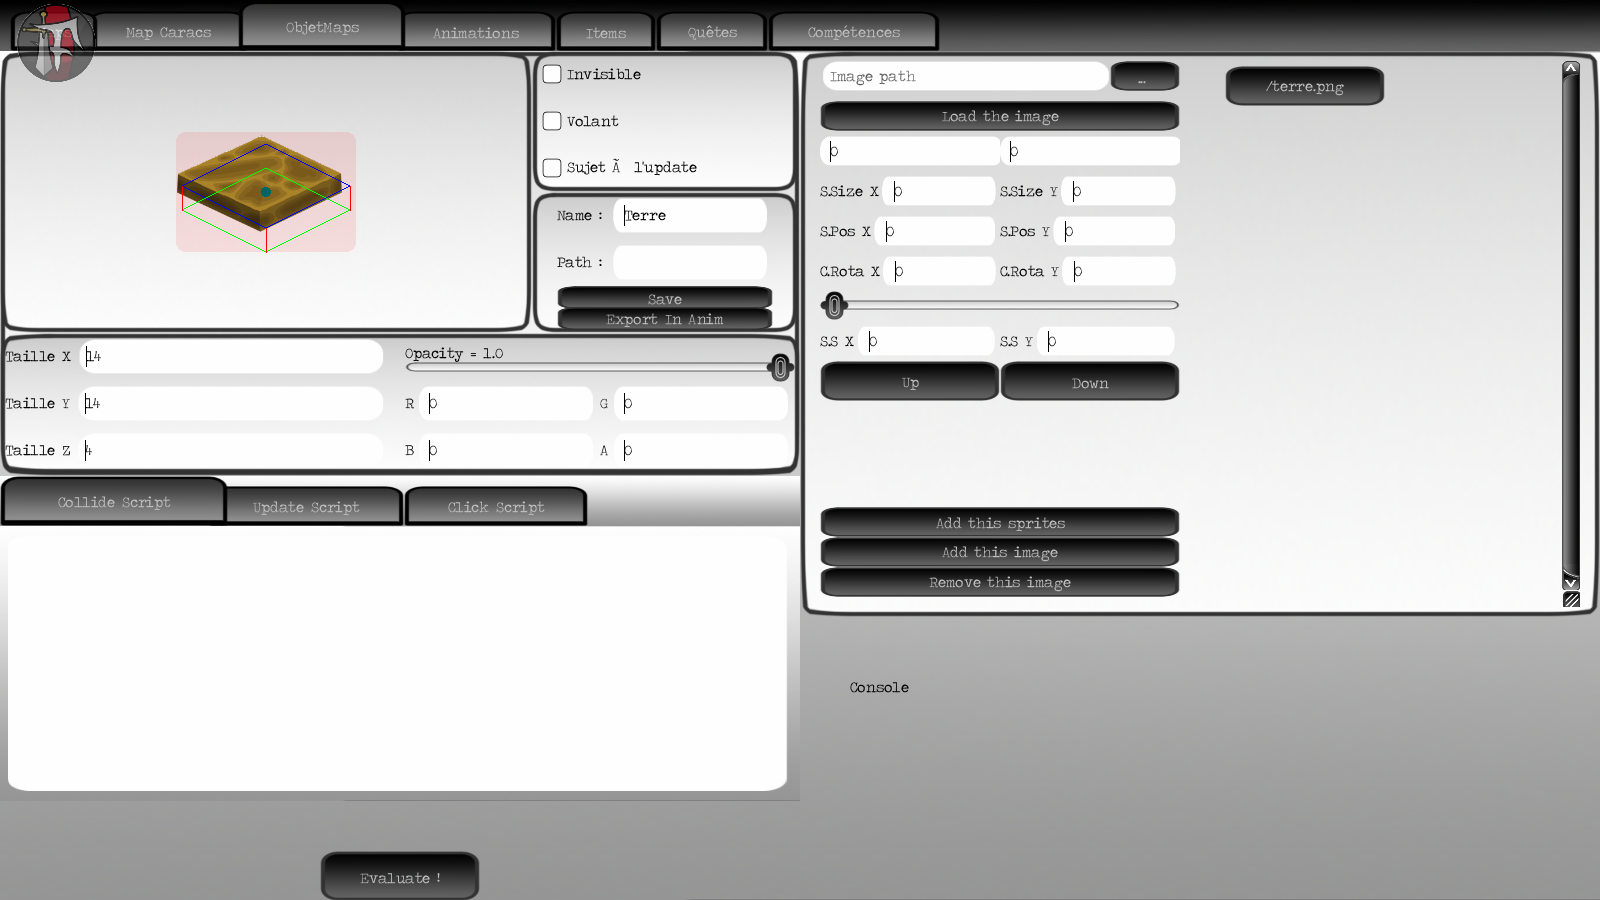 Map Caracs
ObjetMaps
Animations
Items
Quêtes
Compétences
Invisible
Volant
Sujet Ã l'update
Name : Terre
Path :
Save
Export In Anim
Taille X 14
Opacity = 1.0
Taille Y 14
R 0 G 0
Taille Z 4
B 0 A 0
Collide Script
Update Script
Click Script
Evaluate !
Image path
...
/terre.png
Load the image
0 0
S.Size X 0 S.Size Y 0
S.Pos X 0 S.Pos Y 0
C.Rota X 0 C.Rota Y 0
S.S X 0 S.S Y 0
Up Down
Add this sprites
Add this image
Remove this image
Console